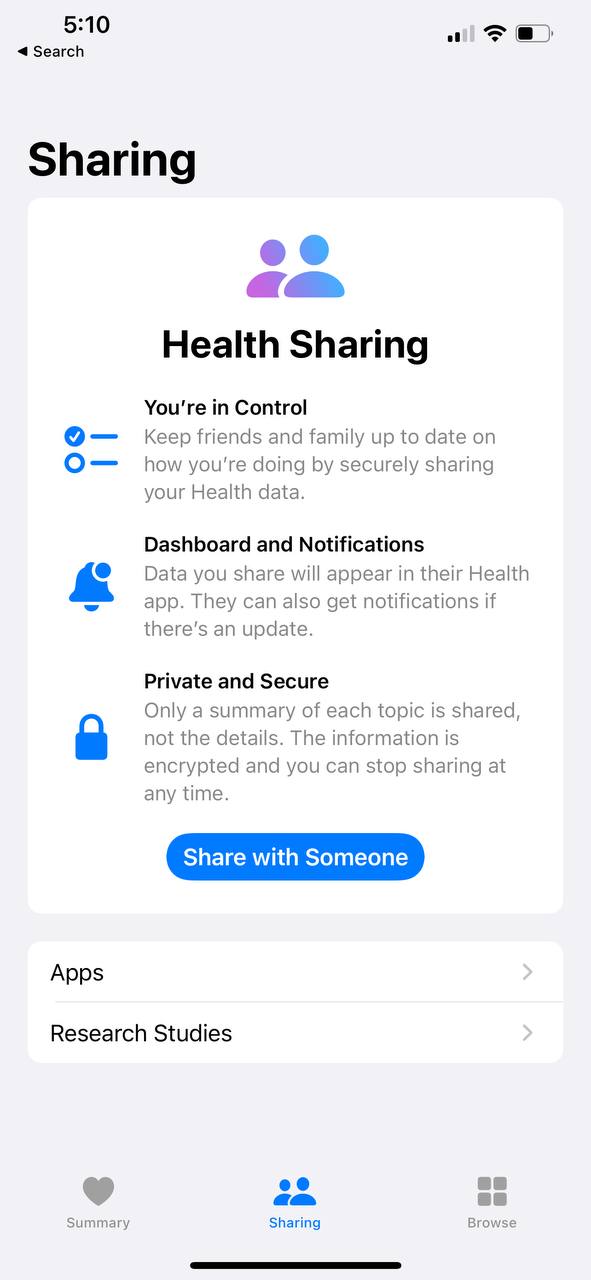 5:10
◀ Search
Sharing
Health Sharing
You’re in Control
Keep friends and family up to date on
how you’re doing by securely sharing
your Health data.
Dashboard and Notifications
Data you share will appear in their Health
app. They can also get notifications if
there’s an update.
Private and Secure
Only a summary of each topic is shared,
not the details. The information is
encrypted and you can stop sharing at
any time.
Share with Someone
Apps
Research Studies
Summary
Sharing
Browse